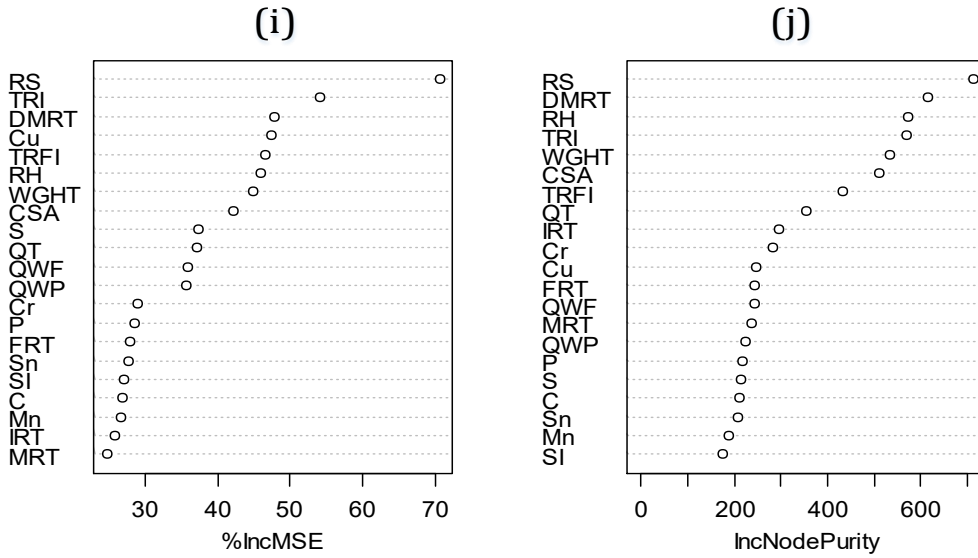 (i)
RS
TRI
DMRT
Cu
TRFI
RH
WGHT
CSA
S
QT
QWF
QWP
Cr
P
FRT
Sn
SI
C
Mn
IRT
MRT
30 40 50 60 70
%IncMSE
(j)
RS
DMRT
RH
TRI
WGHT
CSA
TRFI
QT
IRT
Cr
Cu
FRT
QWF
MRT
QWP
P
S
C
Sn
Mn
SI
0 200 400 600
IncNodePurity